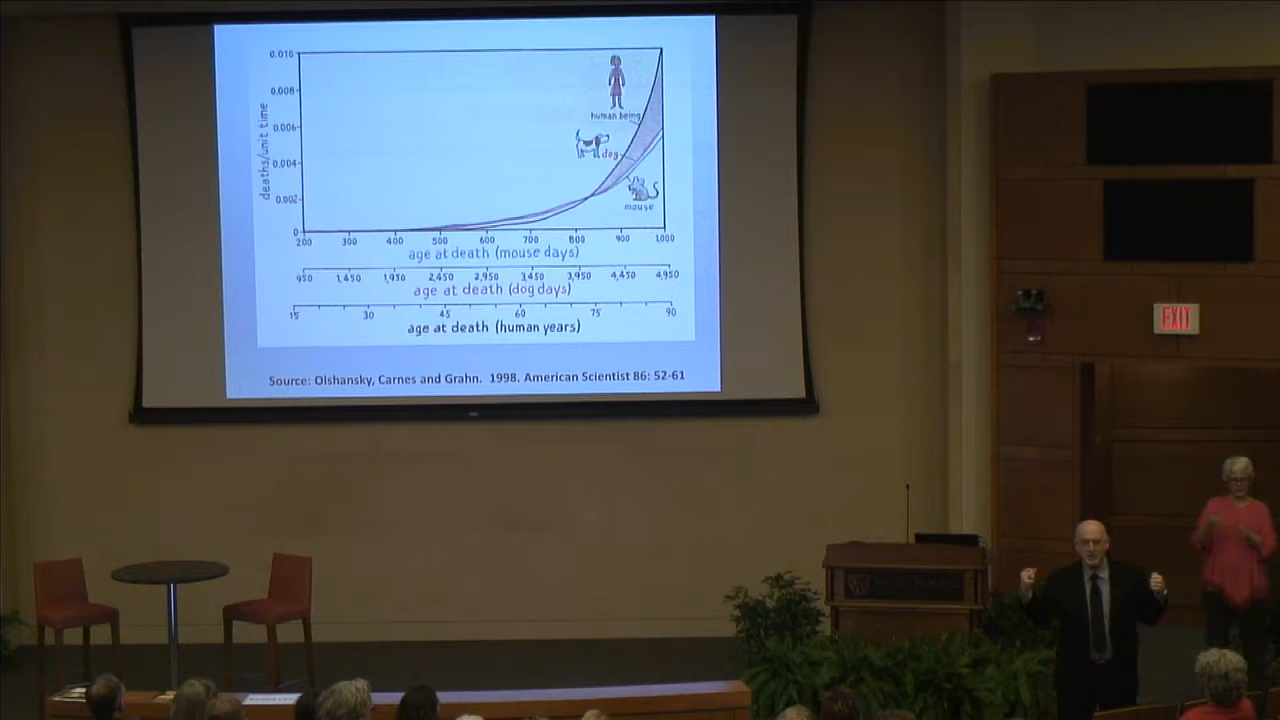 0.010
0.008
0.006
0.004
0.002
0
deaths/unit time
human being
dog
mouse
200 300 400 500 600 700 800 900 1000
age at death (mouse days)
950 1,450 1,950 2,450 2,950 3,450 3,950 4,450 4,950
age at death (dog days)
15 30 45 60 75 90
age at death (human years)
Source: Olshansky, Carnes and Grahn. 1998. American Scientist 86: 52-61
EXIT